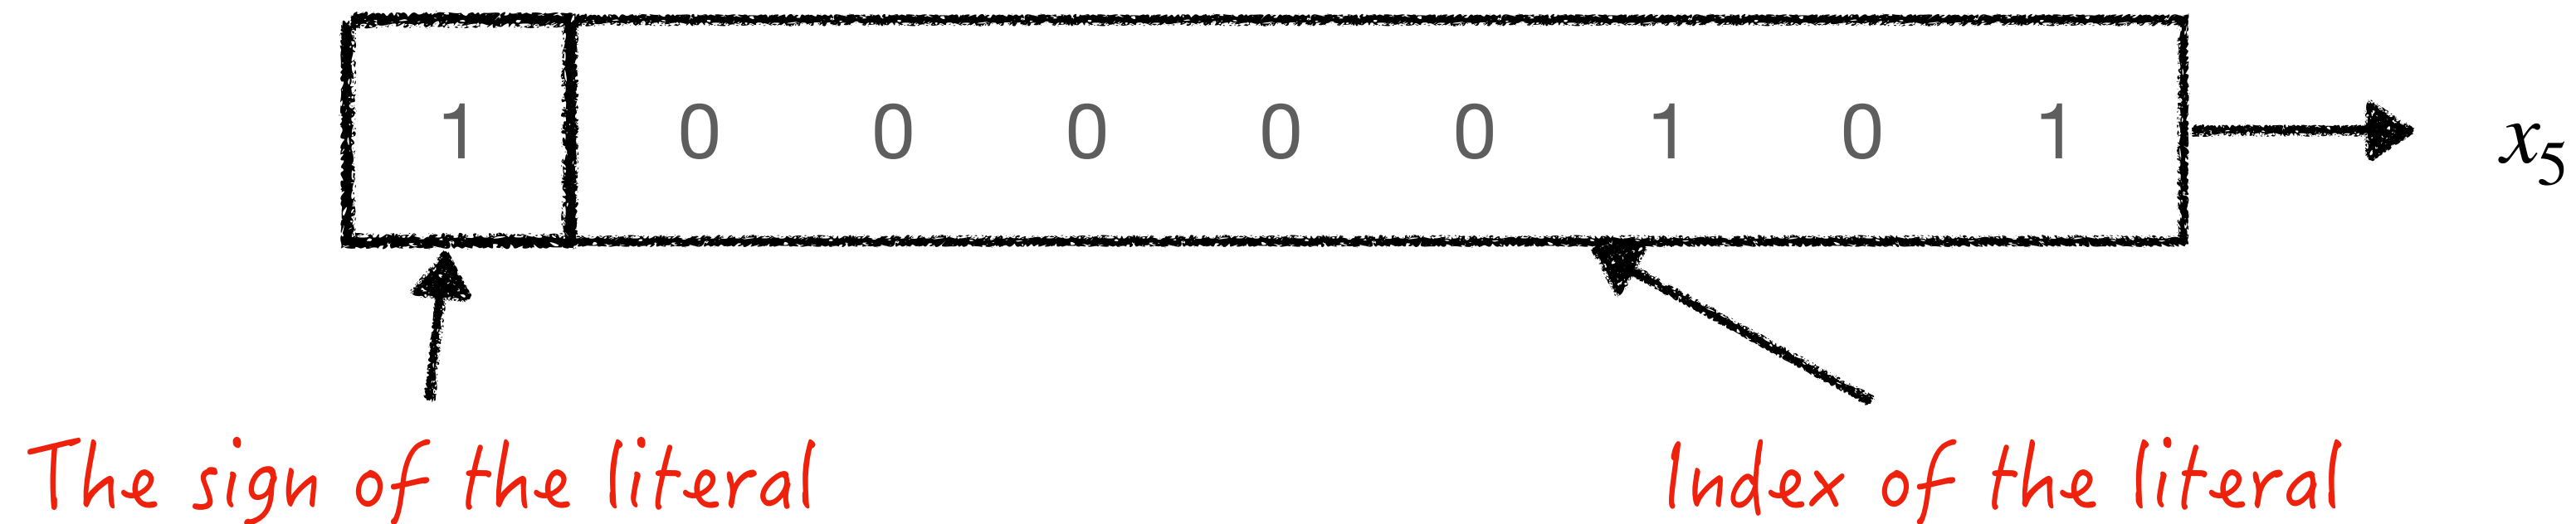 1 0 0 0 0 0 1 0 1 x₅
The sign of the literal
Index of the literal